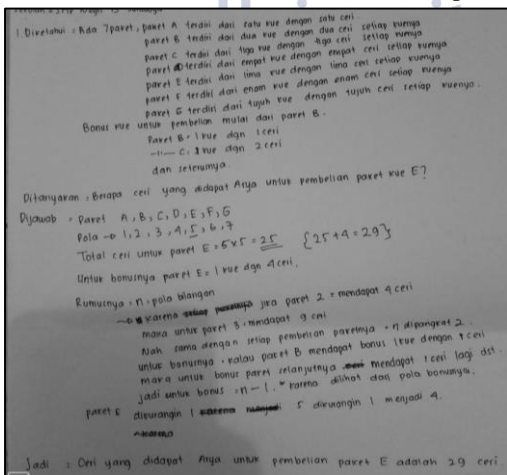 1. Diketahui = Ada 7 paket, paket A terdiri dari satu kue dengan satu ceri
paket B terdiri dari dua kue dengan dua ceri setiap kuenya
paket C terdiri dari tiga kue dengan tiga ceri setiap kuenya
paket D terdiri dari empat kue dengan empat ceri setiap kuenya
paket E terdiri dari lima kue dengan lima ceri setiap kuenya
paket F terdiri dari enam kue dengan enam ceri setiap kuenya
paket G terdiri dari tujuh kue dengan tujuh ceri setiap kuenya.
Bonus kue untuk pembelian mulai dari paket B.
Paket B = 1 kue dgn 1 ceri
-11- C. 1 kue dgn 2 ceri
dan seterusnya.
Ditanyakan : Berapa ceri yang didapat Arya untuk pembelian paket kue E?
Dijawab = Paket A, B, C, D, E, F, G
Pola → 1, 2, 3, 4, 5, 6, 7
Total ceri untuk paket E = 5x5 = 25 {25+4=29}
Untuk bonusnya paket E = 1 kue dgn 4 ceri.
Rumusnya = n = pola bilangan
→ karena jika paket 2 = mendapat 4 ceri
maka untuk paket 3 = mendapat 9 ceri
Nah sama dengan setiap pembelian paketnya = n dipangkat 2.
untuk bonusnya = kalau paket B mendapat bonus 1 kue dengan 1 ceri
maka untuk bonus paket selanjutnya mendapat 1 ceri lagi dst.
jadi untuk bonus = n-1. karena dilihat dari pola bonusnya.
paket E dikurangin 1 5 dikurangin 1 menjadi 4.
Jadi = Ceri yang didapat Arya untuk pembelian paket E adalah 29 ceri.